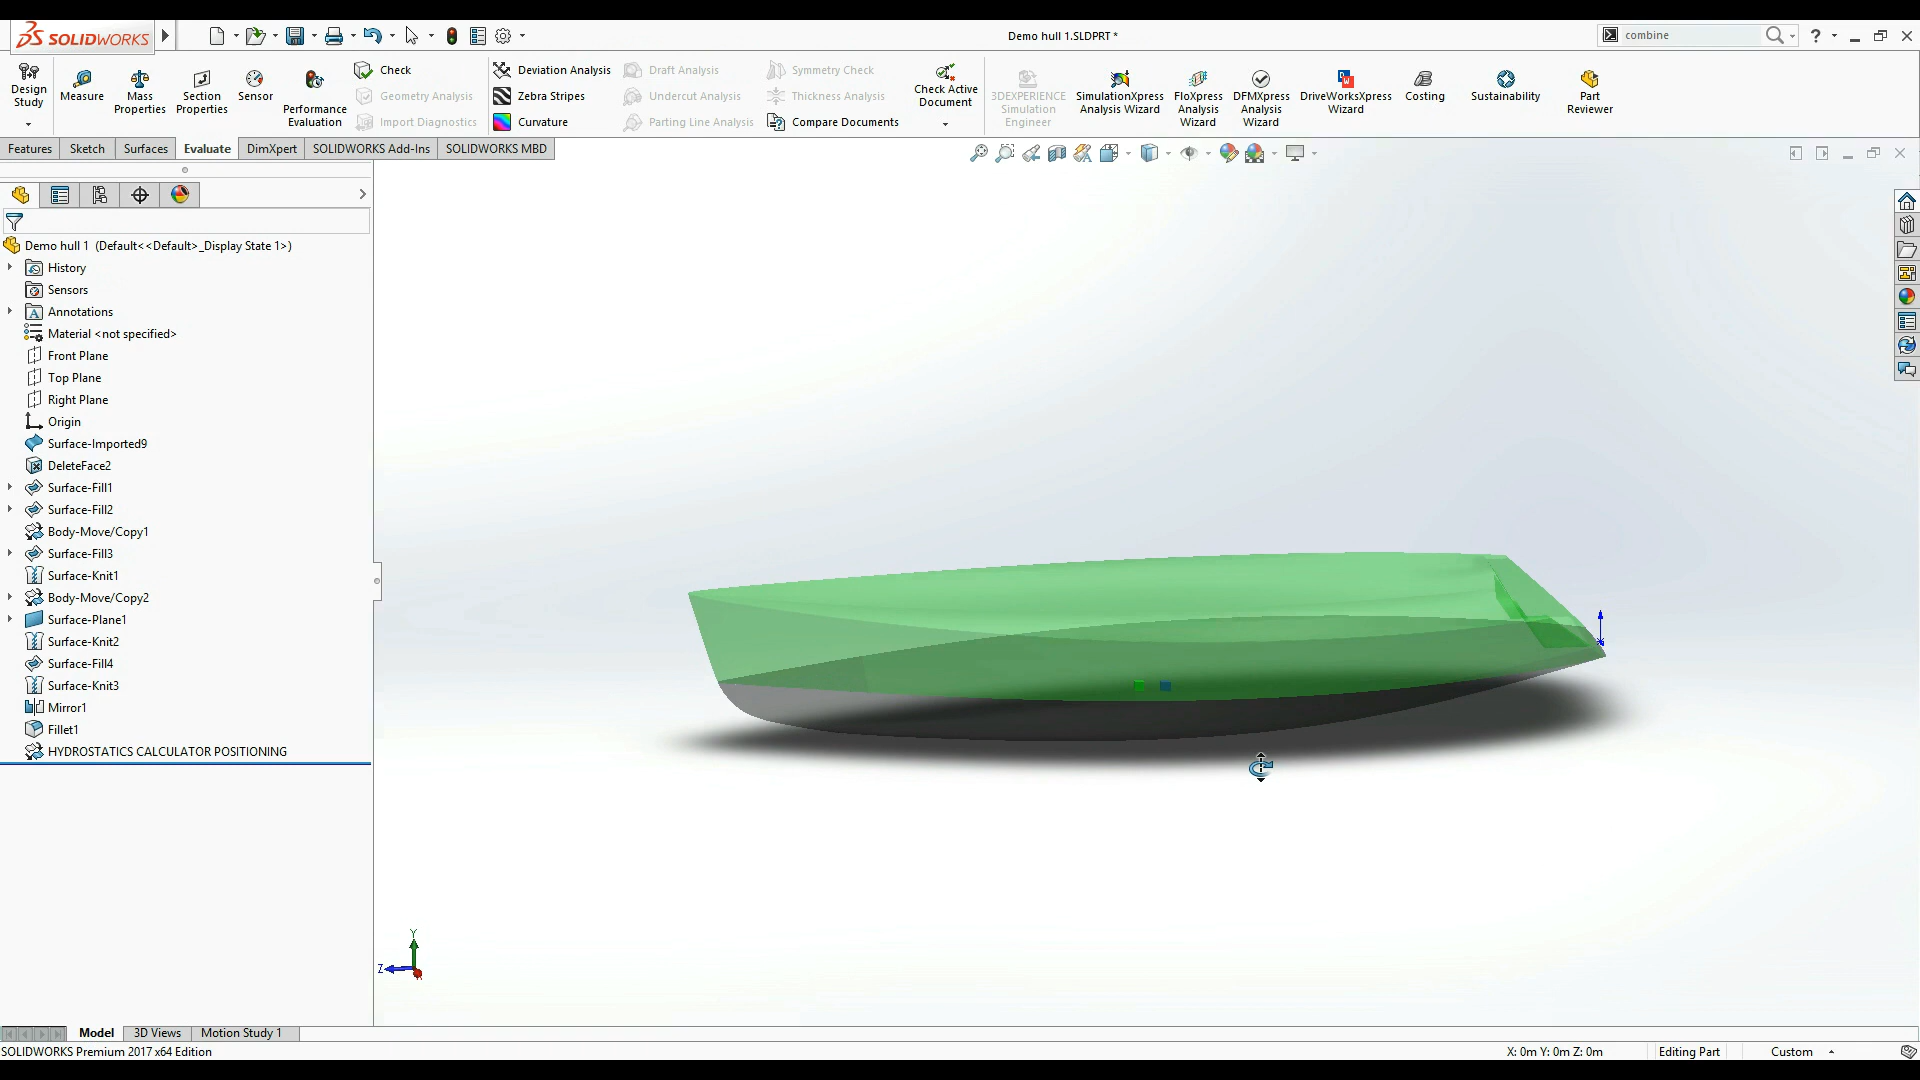 SOLIDWORKS
Demo hull 1.SLDPRT *
combine
Design Study
Measure
Mass Properties
Section Properties
Sensor
Performance Evaluation
Check
Geometry Analysis
Import Diagnostics
Deviation Analysis
Zebra Stripes
Curvature
Draft Analysis
Undercut Analysis
Parting Line Analysis
Symmetry Check
Thickness Analysis
Compare Documents
Check Active Document
3DEXPERIENCE Simulation Engineer
SimulationXpress Analysis Wizard
FloXpress Analysis Wizard
DFMXpress Analysis Wizard
DriveWorksXpress Wizard
Costing
Sustainability
Part Reviewer
Features
Sketch
Surfaces
Evaluate
DimXpert
SOLIDWORKS Add-Ins
SOLIDWORKS MBD
Demo hull 1 (Default<<Default>_Display State 1>)
History
Sensors
Annotations
Material <not specified>
Front Plane
Top Plane
Right Plane
Origin
Surface-Imported9
DeleteFace2
Surface-Fill1
Surface-Fill2
Body-Move/Copy1
Surface-Fill3
Surface-Knit1
Body-Move/Copy2
Surface-Plane1
Surface-Knit2
Surface-Fill4
Surface-Knit3
Mirror1
Fillet1
HYDROSTATICS CALCULATOR POSITIONING
Y
Z
Model
3D Views
Motion Study 1
SOLIDWORKS Premium 2017 x64 Edition
X: 0m Y: 0m Z: 0m
Editing Part
Custom